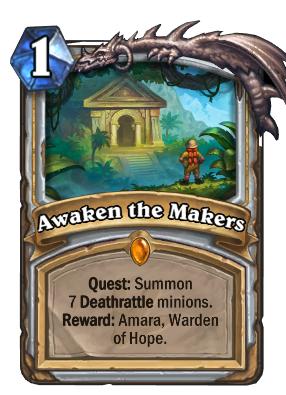 1
Awaken the Makers
Quest: Summon
7 Deathrattle minions.
Reward: Amara, Warden
of Hope.